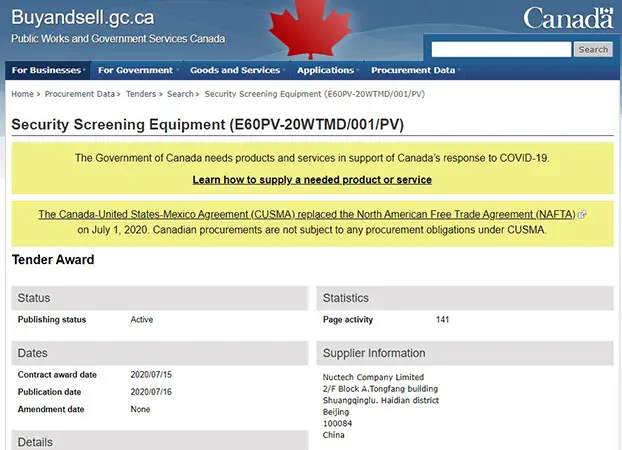 Buyandsell.gc.ca
Canada
Public Works and Government Services Canada
Search
For Businesses
For Government
Goods and Services
Applications
Procurement Data
Home > Procurement Data > Tenders > Search > Security Screening Equipment (E60PV-20WTMD/001/PV)
Security Screening Equipment (E60PV-20WTMD/001/PV)
The Government of Canada needs products and services in support of Canada's response to COVID-19.
Learn how to supply a needed product or service
The Canada-United States-Mexico Agreement (CUSMA) replaced the North American Free Trade Agreement (NAFTA)
on July 1, 2020. Canadian procurements are not subject to any procurement obligations under CUSMA.
Tender Award
Status
Publishing status Active
Statistics
Page activity 141
Dates
Contract award date 2020/07/15
Publication date 2020/07/16
Amendment date None
Supplier Information
Nuctech Company Limited
2/F Block A.Tongfang building
Shuangqinglu. Haidian district
Beijing
100084
China
Details